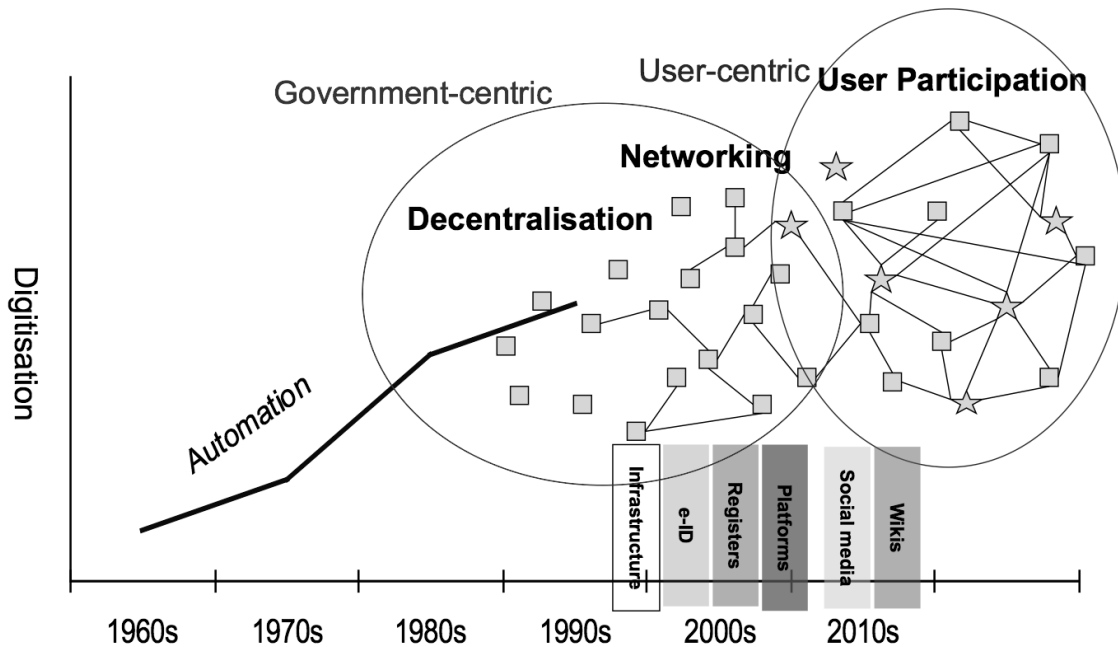 User-centric
User Participation
Government-centric
Networking
Decentralisation
Digitisation
Automation
Infrastructure
e-ID
Registers
Platforms
Social media
Wikis
1960s
1970s
1980s
1990s
2000s
2010s